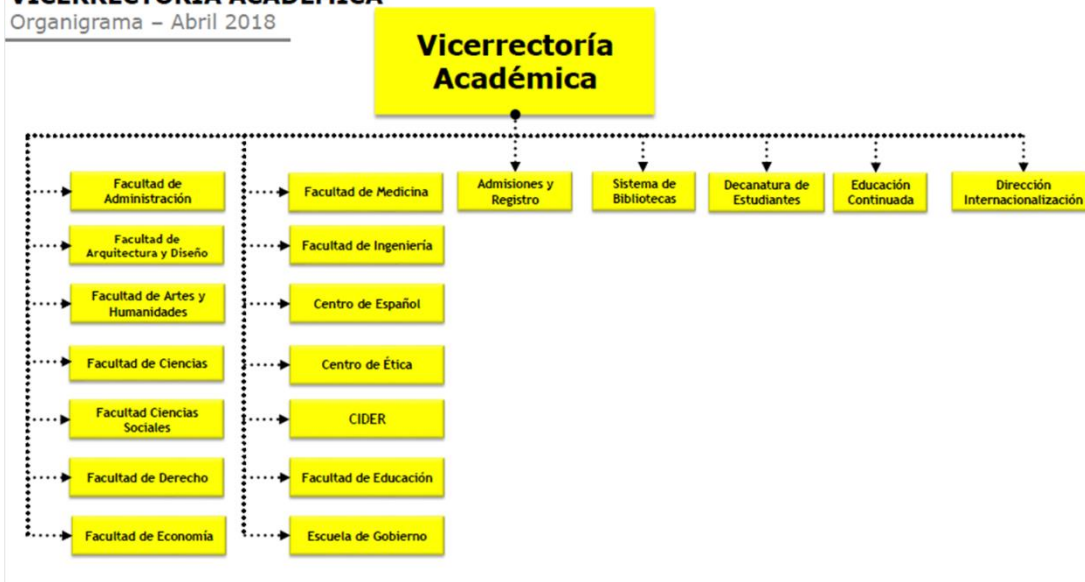 VICERRECTORÍA ACADÉMICA
Organigrama – Abril 2018
Vicerrectoría
Académica
Facultad de
Administración
Facultad de
Arquitectura y Diseño
Facultad de Artes y
Humanidades
Facultad de Ciencias
Facultad Ciencias
Sociales
Facultad de Derecho
Facultad de Economía
Facultad de Medicina
Facultad de Ingeniería
Centro de Español
Centro de Ética
CIDER
Facultad de Educación
Escuela de Gobierno
Admisiones y
Registro
Sistema de
Bibliotecas
Decanatura de
Estudiantes
Educación
Continuada
Dirección
Internacionalización